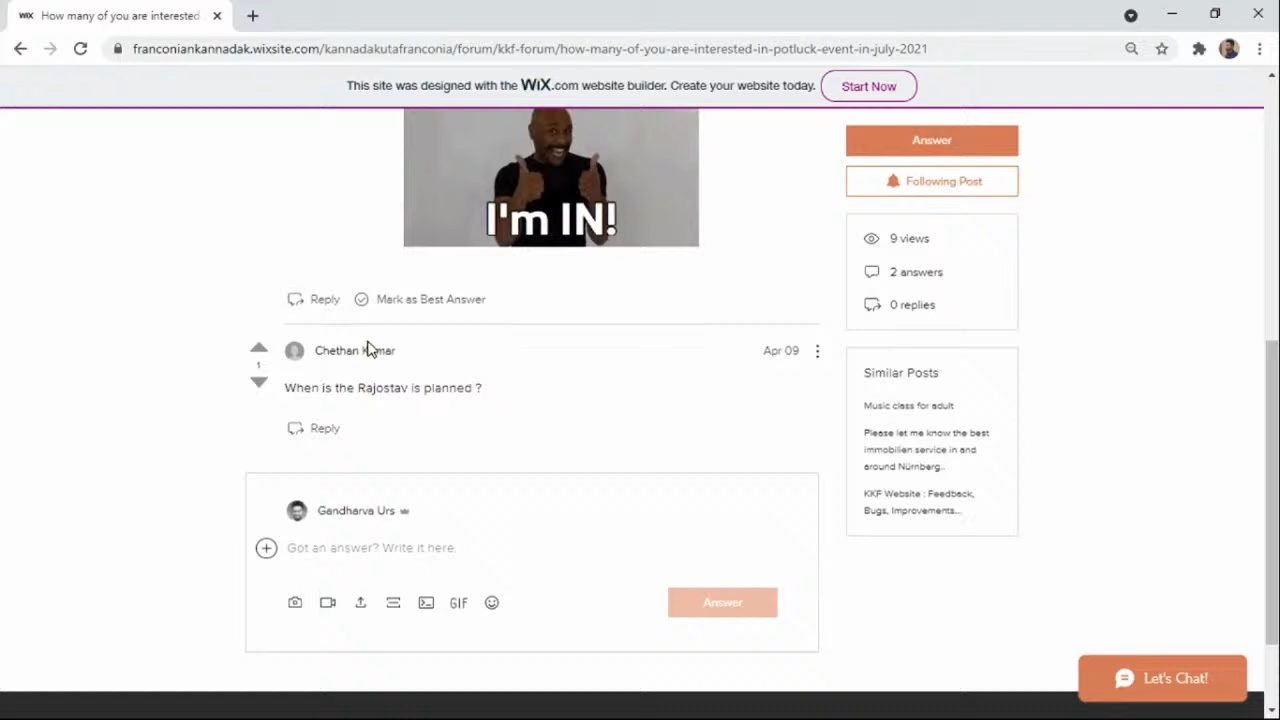 WiX How many of you are interested
franconiankannadak.wixsite.com/kannadakutafranconia/forum/kkf-forum/how-many-of-you-are-interested-in-potluck-event-in-july-2021
This site was designed with the WiX.com website builder. Create your website today. Start Now
I'm IN!
Reply Mark as Best Answer
Chethan Kumar Apr 09
1
When is the Rajostav is planned ?
Reply
Gandharva Urs
Got an answer? Write it here.
GIF Answer
Answer
Following Post
9 views
2 answers
0 replies
Similar Posts
Music class for adult
Please let me know the best
immobilien service in and
around Nürnberg..
KKF Website : Feedback,
Bugs, Improvements...
Let's Chat!